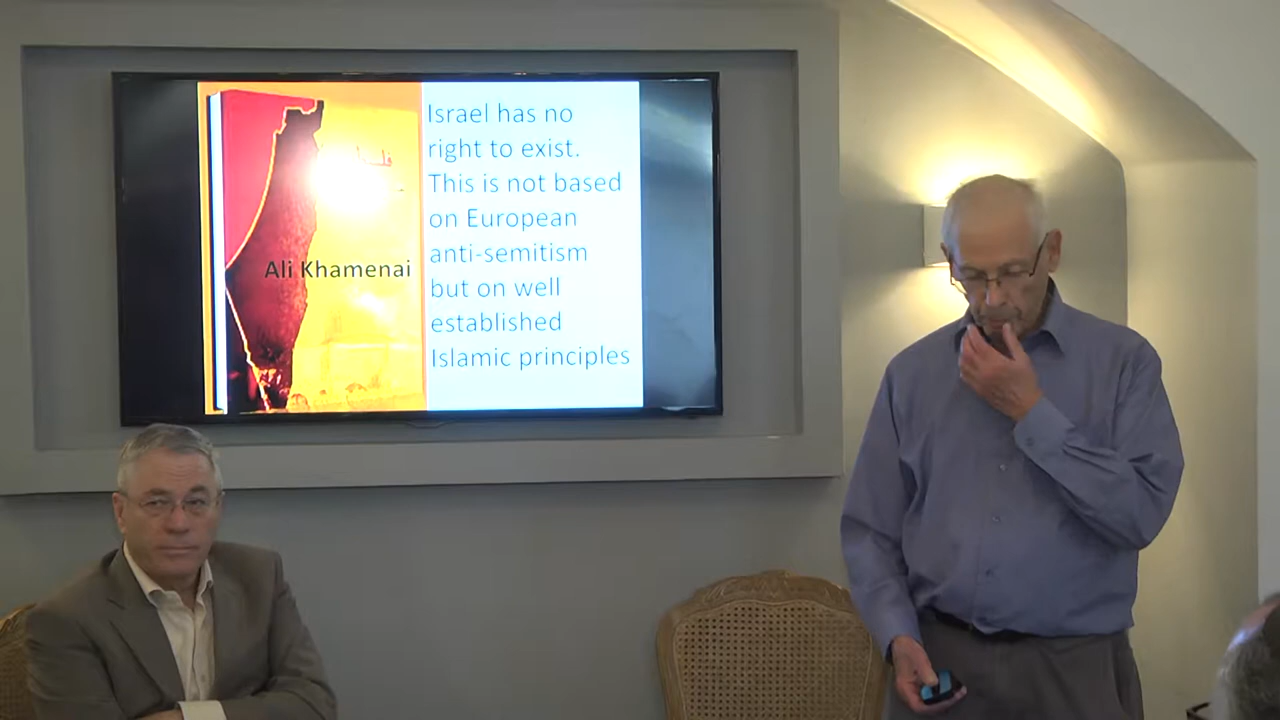 Ali Khamenai
Israel has no
right to exist.
This is not based
on European
anti-semitism
but on well
established
Islamic principles